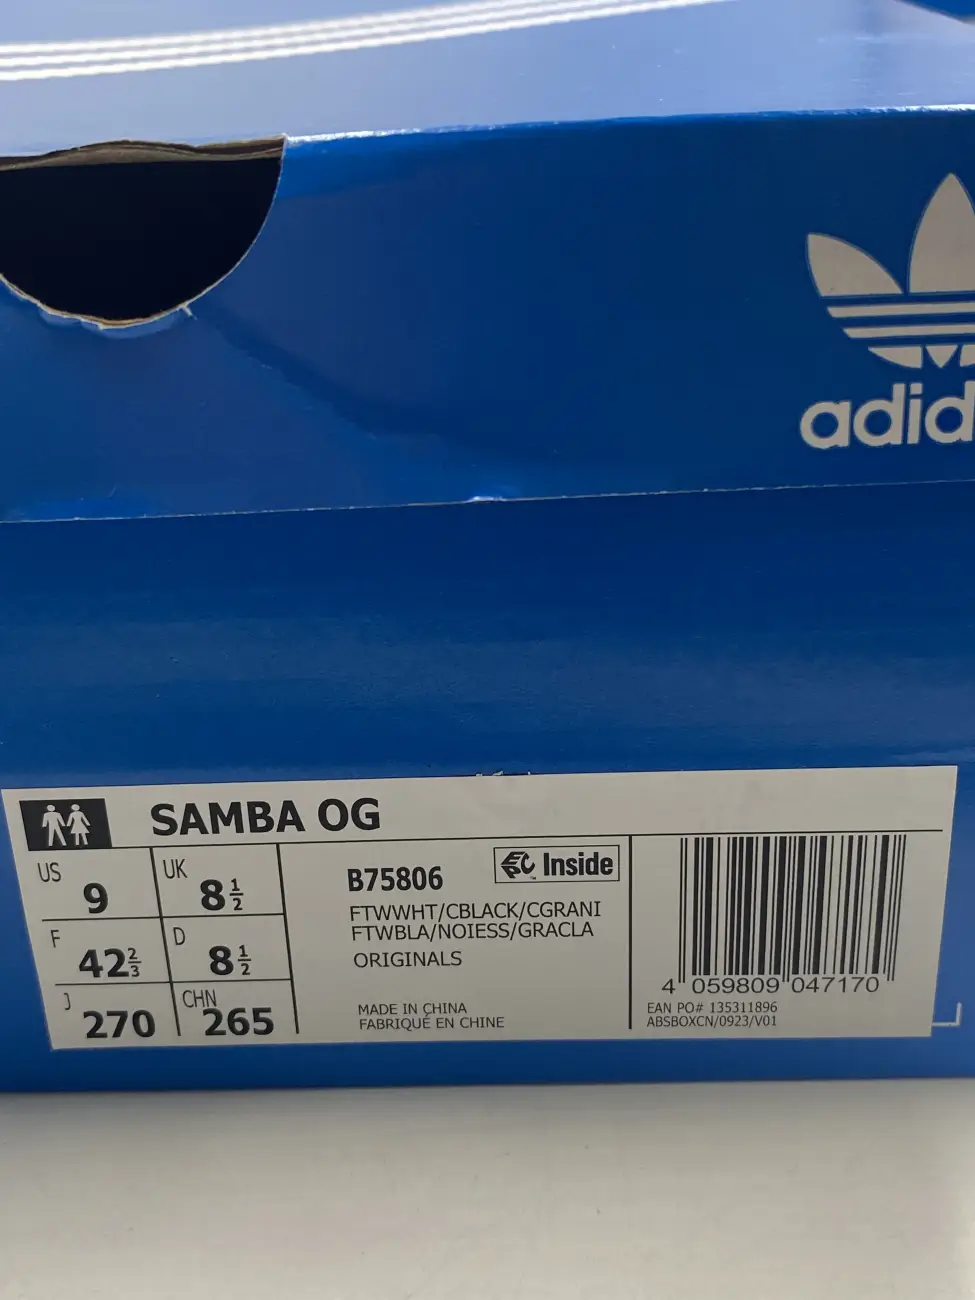 adid
SAMBA OG
US 9
UK 8½
F 42⅔
D 8½
J 270
CHN 265
B75806
Inside
FTWWHT/CBLACK/CGRANI
FTWBLA/NOIESS/GRACLA
ORIGINALS
MADE IN CHINA
FABRIQUÉ EN CHINE
4 059809 047170
EAN PO# 135311896
ABSBOXCN/0923/V01